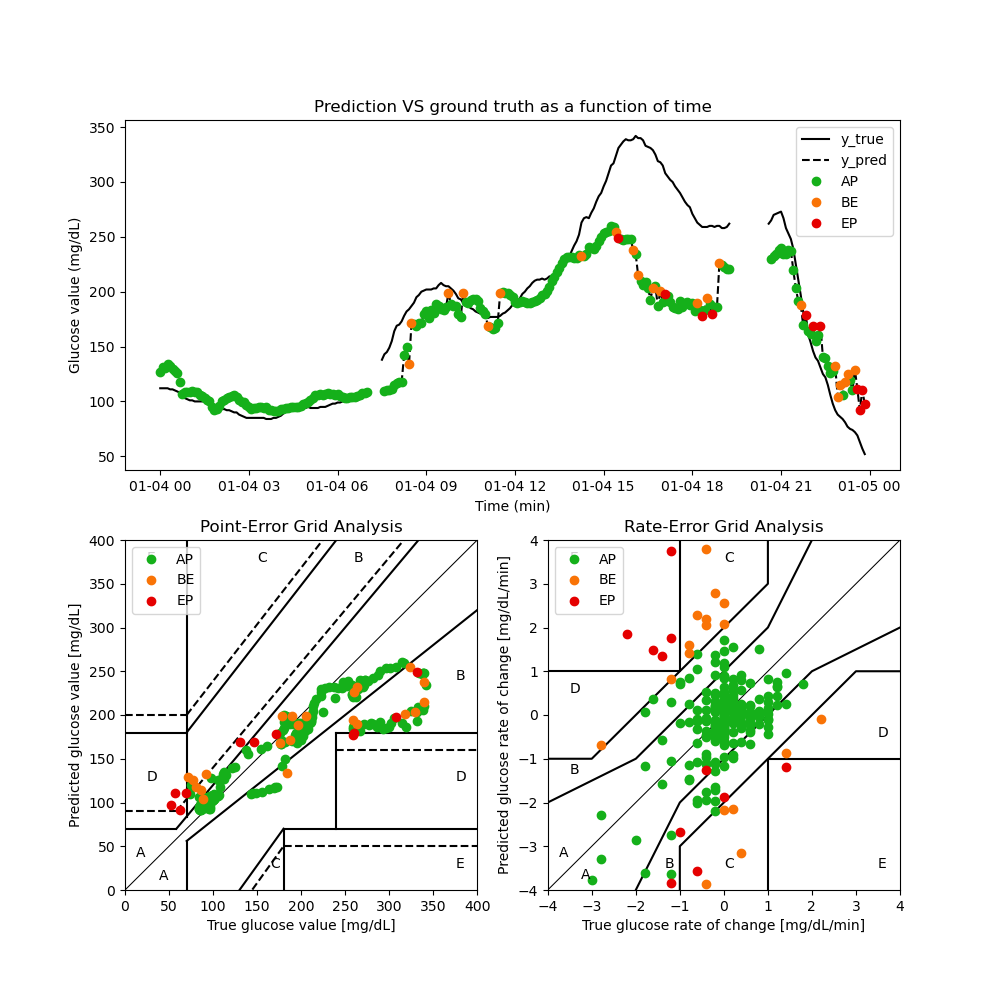 Prediction VS ground truth as a function of time
Glucose value (mg/dL)
350
300
250
200
150
100
50
y_true
y_pred
AP
BE
EP
01-04 00 01-04 03 01-04 06 01-04 09 01-04 12 01-04 15 01-04 18 01-04 21 01-05 00
Time (min)
Point-Error Grid Analysis
Predicted glucose value [mg/dL]
400
350
300
250
200
150
100
50
0
AP
BE
EP
C
B
B
D
D
A
A
C
E
0 50 100 150 200 250 300 350 400
True glucose value [mg/dL]
Rate-Error Grid Analysis
Predicted glucose rate of change [mg/dL/min]
4
3
2
1
0
−1
−2
−3
−4
AP
BE
EP
C
B
D
D
B
A
A
B
C
E
−4 −3 −2 −1 0 1 2 3 4
True glucose rate of change [mg/dL/min]